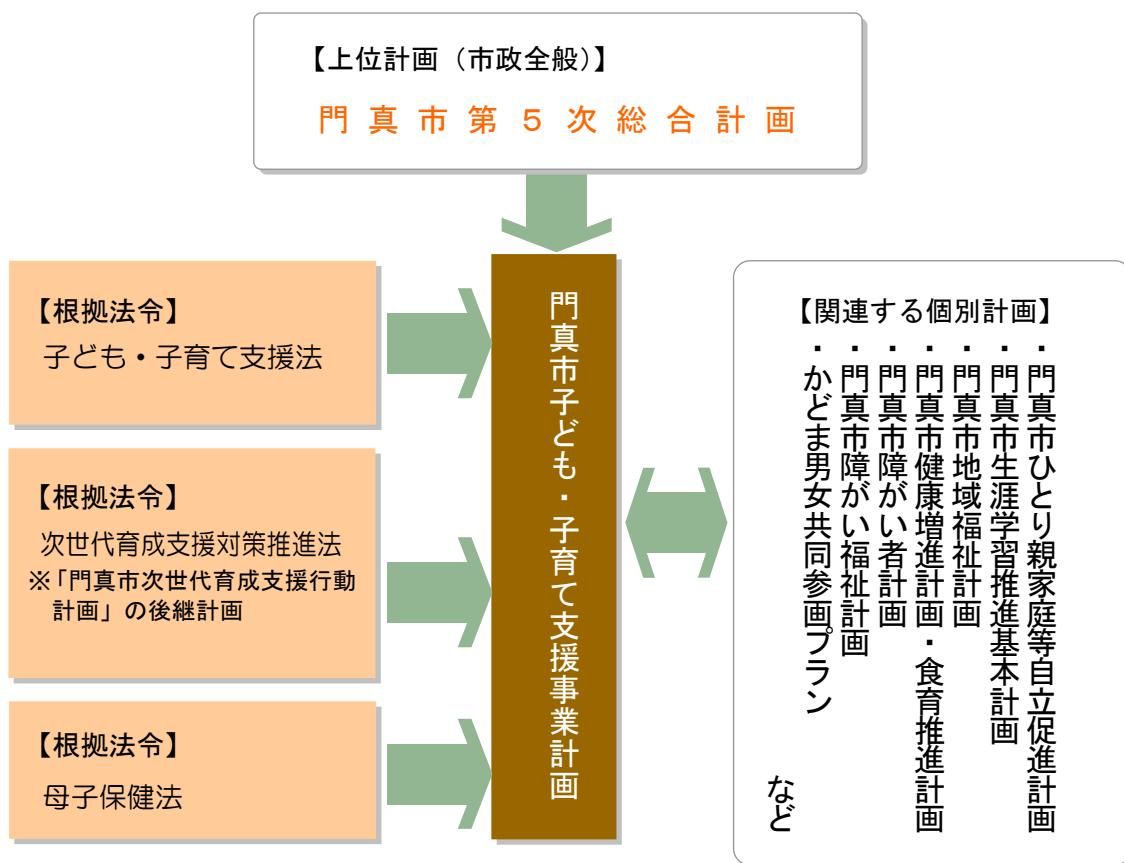 【上位計画（市政全般）】
門真市第５次総合計画
【根拠法令】
子ども・子育て支援法
【根拠法令】
次世代育成支援対策推進法
※「門真市次世代育成支援行動
計画」の後継計画
【根拠法令】
母子保健法
門真市子ども・子育て支援事業計画
【関連する個別計画】
・門真市ひとり親家庭等自立促進計画
・門真市生涯学習推進基本計画
・門真市地域福祉計画
・門真市健康増進計画・食育推進計画
・門真市障がい者計画
・門真市障がい福祉計画
・かどま男女共同参画プラン
など